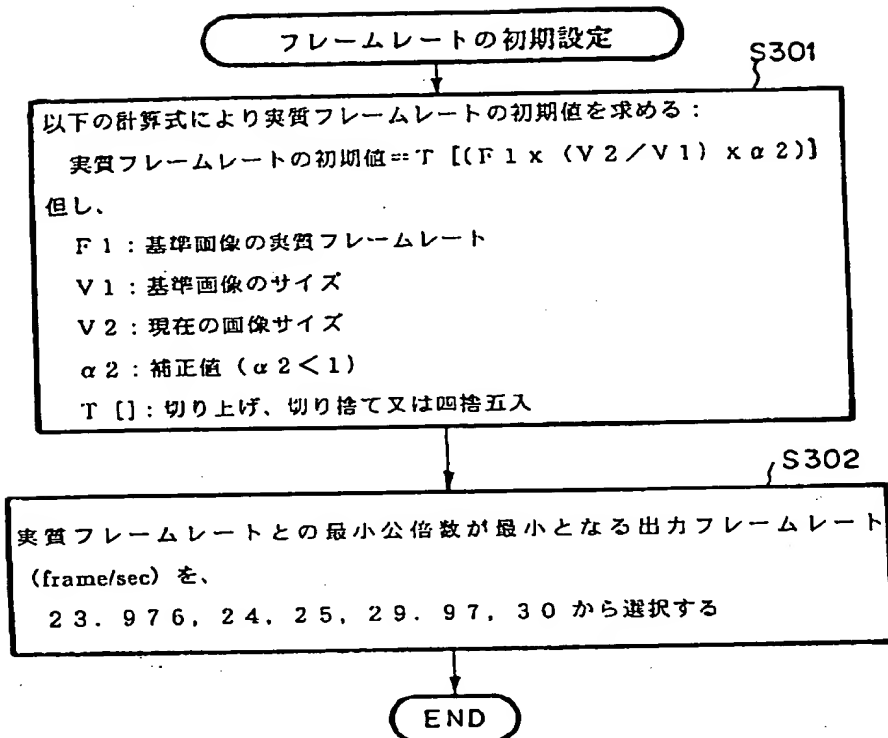 フレームレートの初期設定
S301
以下の計算式により実質フレームレートの初期値を求める：
実質フレームレートの初期値＝T [(F1x (V2／V1) xα2)]
但し、
F1：基準画像の実質フレームレート
V1：基準画像のサイズ
V2：現在の画像サイズ
α2：補正値（α2＜1）
T []：切り上げ、切り捨て又は四捨五入
S302
実質フレームレートとの最小公倍数が最小となる出力フレームレート
(frame/sec) を、
23.976, 24, 25, 29.97, 30 から選択する
END